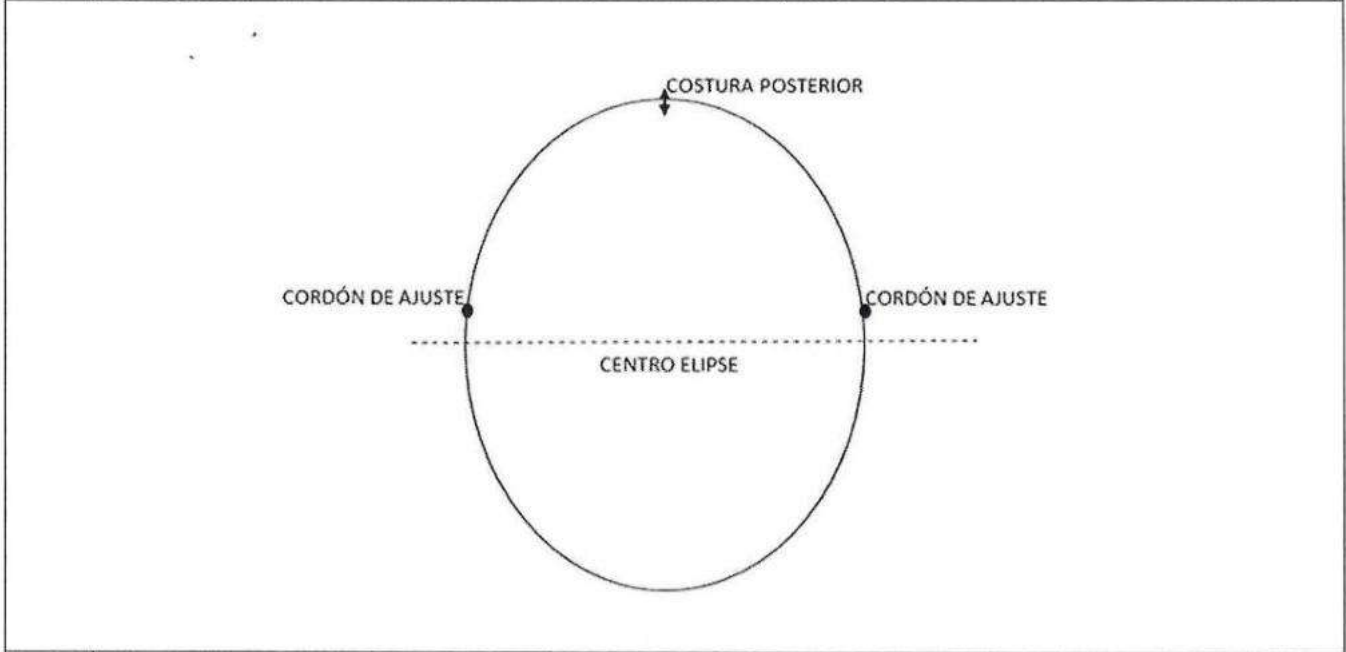 COSTURA POSTERIOR
CORDÓN DE AJUSTE
CORDÓN DE AJUSTE
CENTRO ELIPSE